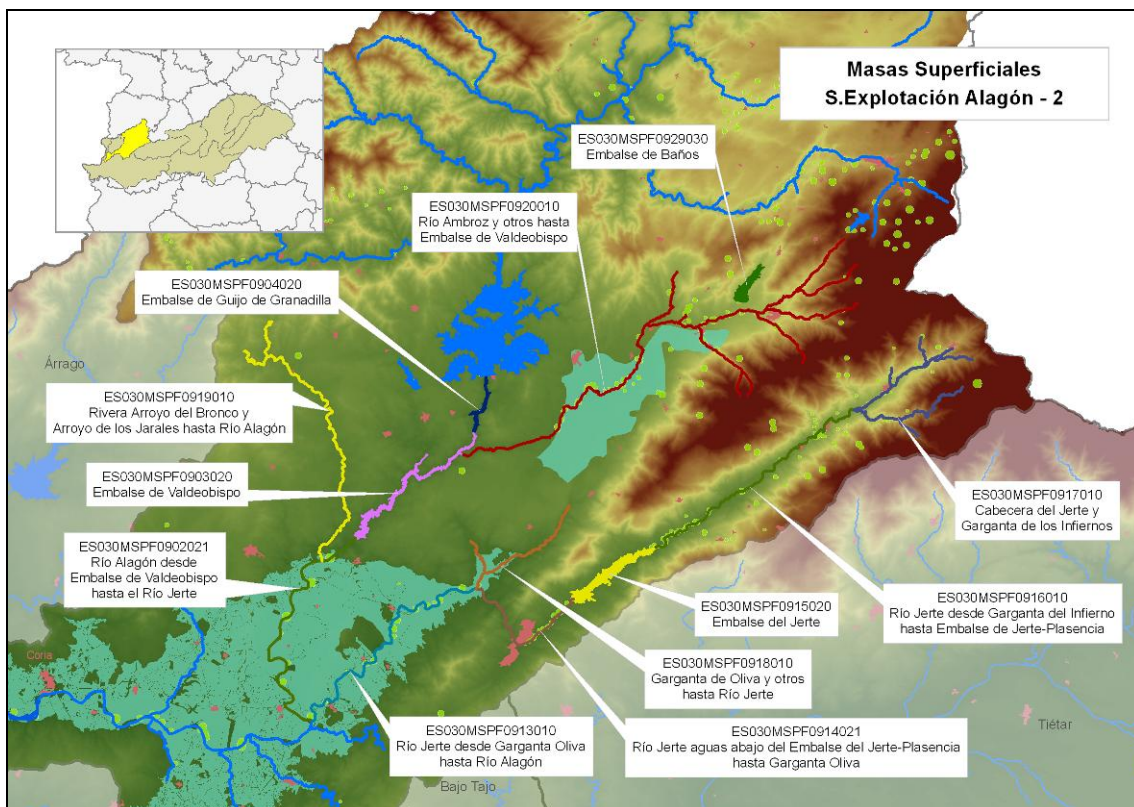 Masas Superficiales
S.Explotación Alagón - 2
ES030MSPF0929030
Embalse de Baños
ES030MSPF0920010
Río Ambroz y otros hasta
Embalse de Valdeobispo
ES030MSPF0904020
Embalse de Guijo de Granadilla
Árrago
ES030MSPF0919010
Rivera Arroyo del Bronco y
Arroyo de los Jarales hasta Río Alagón
ES030MSPF0903020
Embalse de Valdeobispo
ES030MSPF0917010
Cabecera del Jerte y
Garganta de los Infiernos
ES030MSPF0902021
Río Alagón desde
Embalse de Valdeobispo
hasta el Río Jerte
ES030MSPF0915020
Embalse del Jerte
ES030MSPF0916010
Río Jerte desde Garganta del Infierno
hasta Embalse de Jerte-Plasencia
Coria
ES030MSPF0918010
Garganta de Oliva y otros
hasta Río Jerte
Tiétar
ES030MSPF0913010
Río Jerte desde Garganta Oliva
hasta Río Alagón
ES030MSPF0914021
Río Jerte aguas abajo del Embalse del Jerte-Plasencia
hasta Garganta Oliva
Bajo Tajo